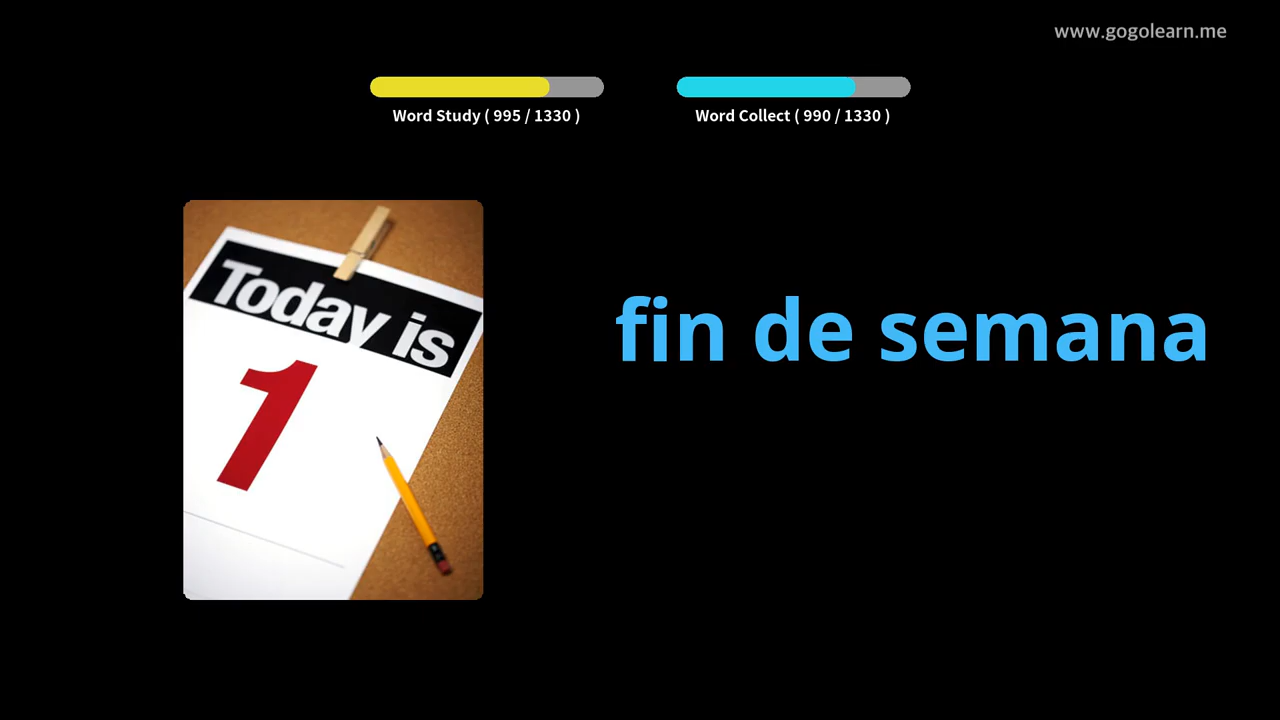 www.gogolearn.me
Word Study ( 995 / 1330 )
Word Collect ( 990 / 1330 )
Today is
1
fin de semana